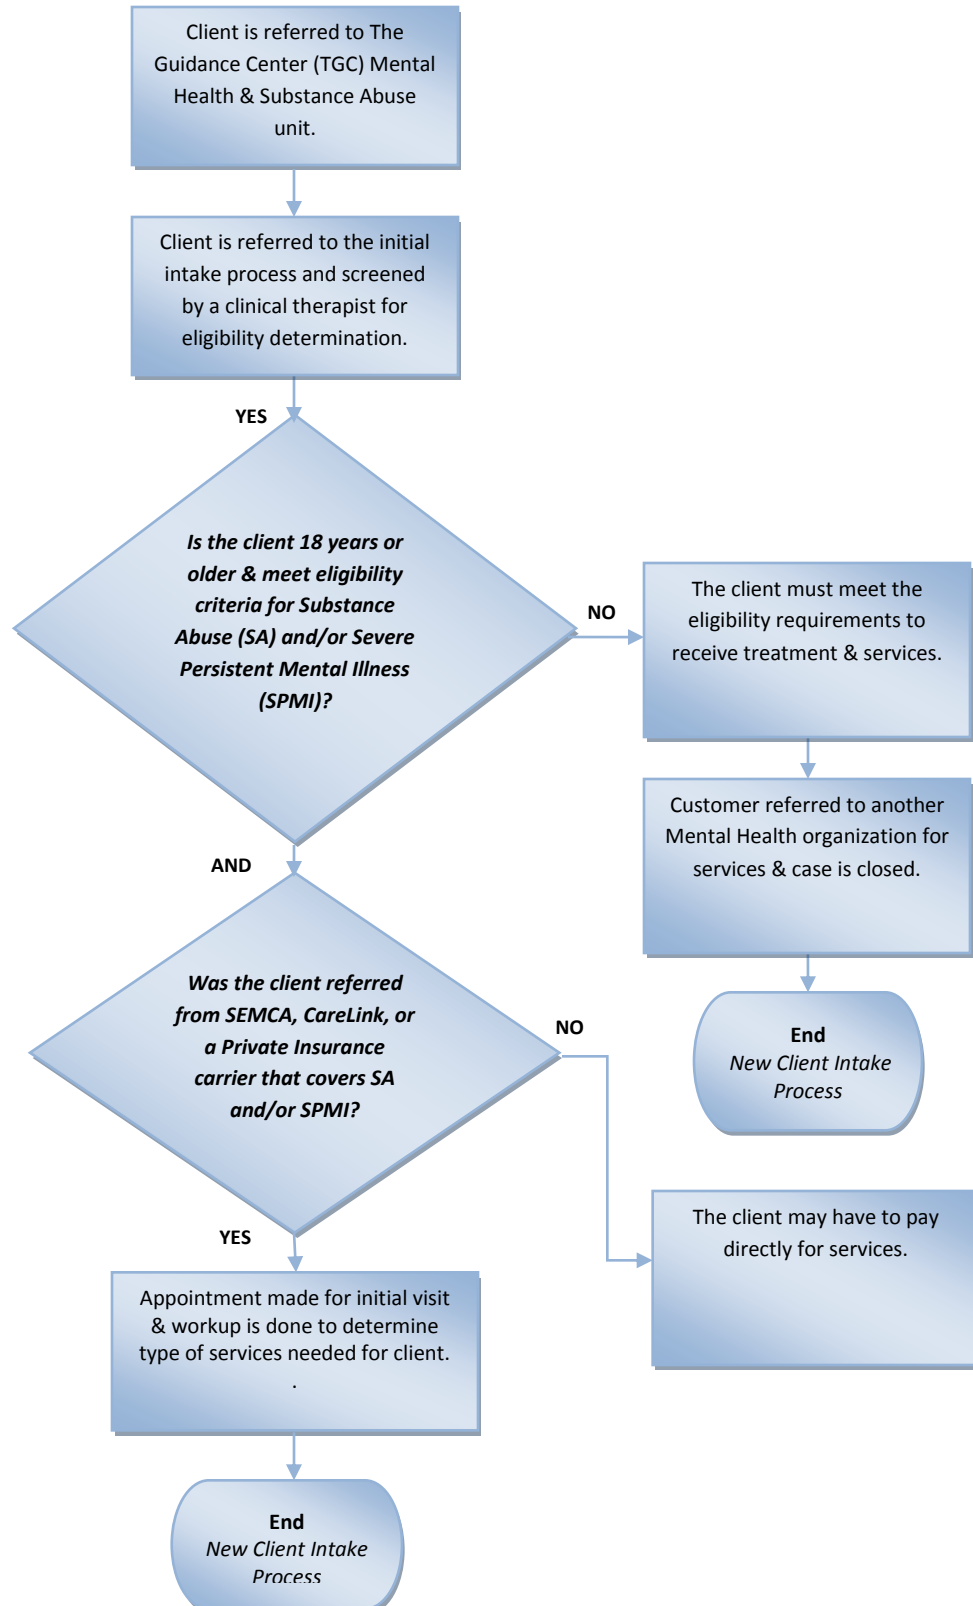 Client is referred to The
Guidance Center (TGC) Mental
Health & Substance Abuse
unit.
Client is referred to the initial
intake process and screened
by a clinical therapist for
eligibility determination.
YES
Is the client 18 years or
older & meet eligibility
criteria for Substance
Abuse (SA) and/or Severe
Persistent Mental Illness
(SPMI)?
NO
The client must meet the
eligibility requirements to
receive treatment & services.
Customer referred to another
Mental Health organization for
services & case is closed.
End
New Client Intake
Process
AND
Was the client referred
from SEMCA, CareLink, or
a Private Insurance
carrier that covers SA
and/or SPMI?
NO
The client may have to pay
directly for services.
YES
Appointment made for initial visit
& workup is done to determine
type of services needed for client.
.
End
New Client Intake
Process